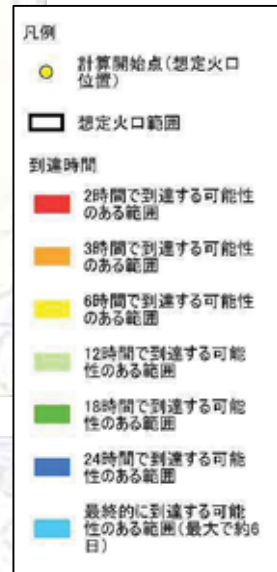 凡例
計算開始点(想定火口
位置)
想定火口範囲
到達時間
2時間で到達する可能性
のある範囲
3時間で到達する可能性
のある範囲
6時間で到達する可能性
のある範囲
12時間で到達する可能
性のある範囲
18時間で到達する可能
性のある範囲
24時間で到達する可能
性のある範囲
最終的に到達する可能
性のある範囲(最大で約6
日)